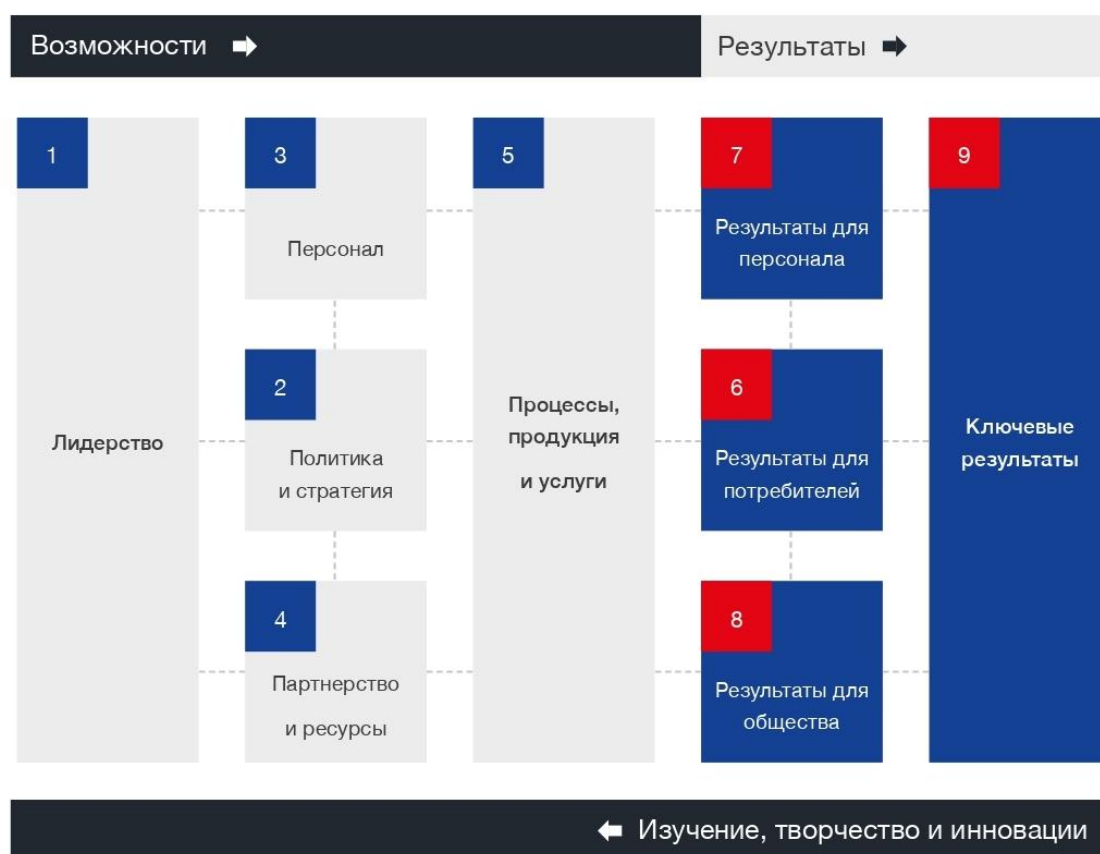 Возможности ➡
Результаты ➡
1
Лидерство
3
Персонал
2
Политика
и стратегия
4
Партнерство
и ресурсы
5
Процессы,
продукция
и услуги
7
Результаты для
персонала
6
Результаты для
потребителей
8
Результаты для
общества
9
Ключевые
результаты
⬅ Изучение, творчество и инновации